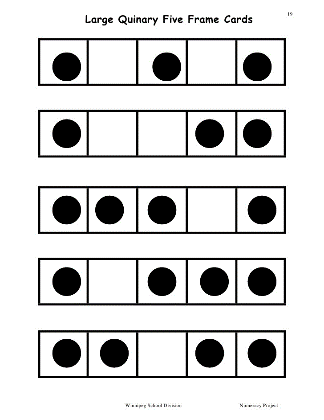 19
Large Quinary Five Frame Cards
Winnipeg School Division Numeracy Project